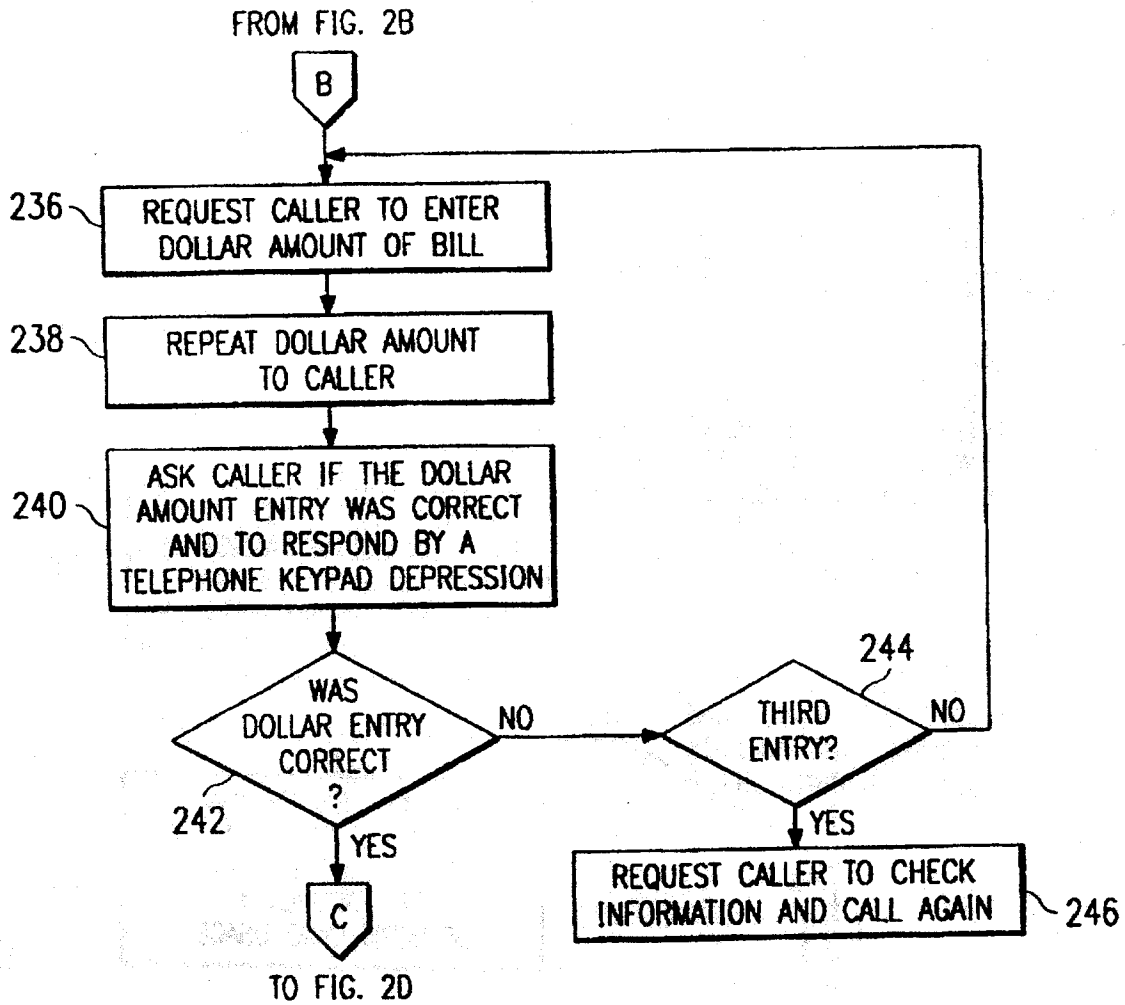 FROM FIG. 2B
B
236
REQUEST CALLER TO ENTER
DOLLAR AMOUNT OF BILL
238
REPEAT DOLLAR AMOUNT
TO CALLER
240
ASK CALLER IF THE DOLLAR
AMOUNT ENTRY WAS CORRECT
AND TO RESPOND BY A
TELEPHONE KEYPAD DEPRESSION
WAS
DOLLAR ENTRY
CORRECT
?
242
NO
YES
244
THIRD
ENTRY?
NO
YES
REQUEST CALLER TO CHECK
INFORMATION AND CALL AGAIN
246
C
TO FIG. 2D